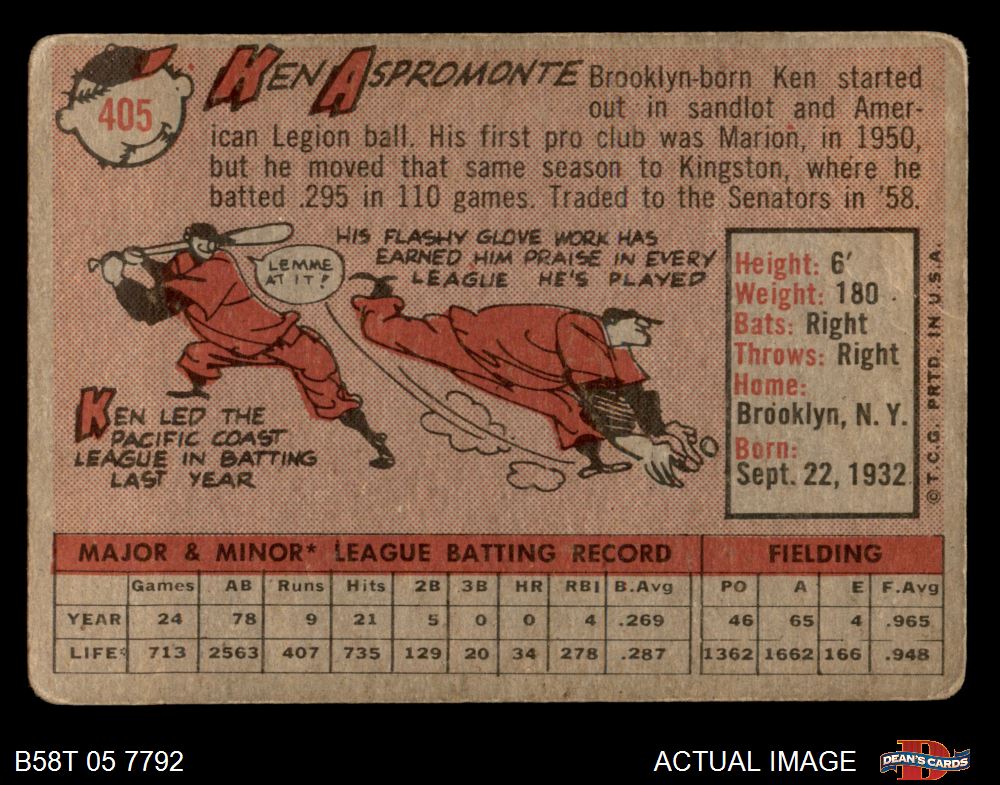 405
KEN ASPROMONTE Brooklyn-born Ken started
out in sandlot and Amer-
ican Legion ball. His first pro club was Marion, in 1950,
but he moved that same season to Kingston, where he
batted .295 in 110 games. Traded to the Senators in '58.
LEMME
AT IT!
HIS FLASHY GLOVE WORK HAS
EARNED HIM PRAISE IN EVERY
LEAGUE HE'S PLAYED
KEN LED THE
PACIFIC COAST
LEAGUE IN BATTING
LAST YEAR
Height: 6'
Weight: 180
Bats: Right
Throws: Right
Home:
Brooklyn, N. Y.
Born:
Sept. 22, 1932
© T.C.G. PRTD. IN U.S.A.
MAJOR & MINOR* LEAGUE BATTING RECORD FIELDING
Games AB Runs Hits 2B 3B HR RBI B.Avg PO A E F.Avg
YEAR 24 78 9 21 5 0 0 4 .269 46 65 4 .965
LIFE* 713 2563 407 735 129 20 34 278 .287 1362 1662 166 .948
B58T 05 7792 ACTUAL IMAGE
D
DEAN'S CARDS